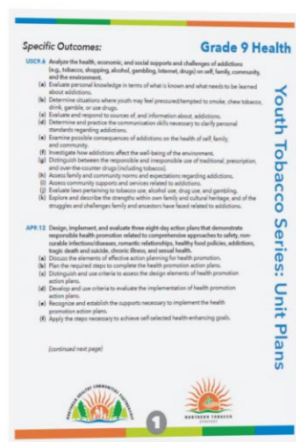 Specific Outcomes:
Grade 9 Health
USC9.6 Analyze the health, economic, and social supports and challenges of addictions
(e.g., tobacco, shopping, alcohol, gambling, internet, drugs) on self, family, community,
and the environment.
(a) Evaluate personal knowledge in terms of what is known and what needs to be learned
about addictions.
(b) Determine situations where youth may feel pressured/tempted to smoke, chew tobacco,
drink, gamble, or use drugs.
(c) Evaluate and respond to sources of, and information about, addictions.
(d) Determine and practice the communication skills necessary to clarify personal
standards regarding addictions.
(e) Examine possible consequences of addictions on the health of self, family,
and community.
(f) Investigate how addictions affect the well-being of the environment.
(g) Distinguish between the responsible and irresponsible use of traditional, prescription,
and over-the-counter drugs (including tobacco).
(h) Assess family and community norms and expectations regarding addictions.
(i) Assess community supports and services related to addictions.
(j) Evaluate laws pertaining to tobacco use, alcohol use, drug use, and gambling.
(k) Explore and describe the strengths within own family and cultural heritage, and of the
struggles and challenges family and ancestors have faced related to addictions.
AP9.12 Design, implement, and evaluate three eight-day action plans that demonstrate
responsible health promotion related to comprehensive approaches to safety, non-
curable infections/diseases, romantic relationships, healthy food policies, addictions,
tragic death and suicide, chronic illness, and sexual health.
(a) Discuss the elements of effective action planning for health promotion.
(b) Plan the required steps to complete the health promotion action plans.
(c) Distinguish and use criteria to assess the design elements of health promotion
action plans.
(d) Develop and use criteria to evaluate the implementation of health promotion
action plans.
(e) Recognize and establish the supports necessary to implement the health
promotion action plans.
(f) Apply the steps necessary to achieve self-selected health-enhancing goals.
(continued next page)
Youth Tobacco Series: Unit Plans
NORTHERN HEALTHY COMMUNITIES PARTNERSHIP
1
NORTHERN TOBACCO
STRATEGY